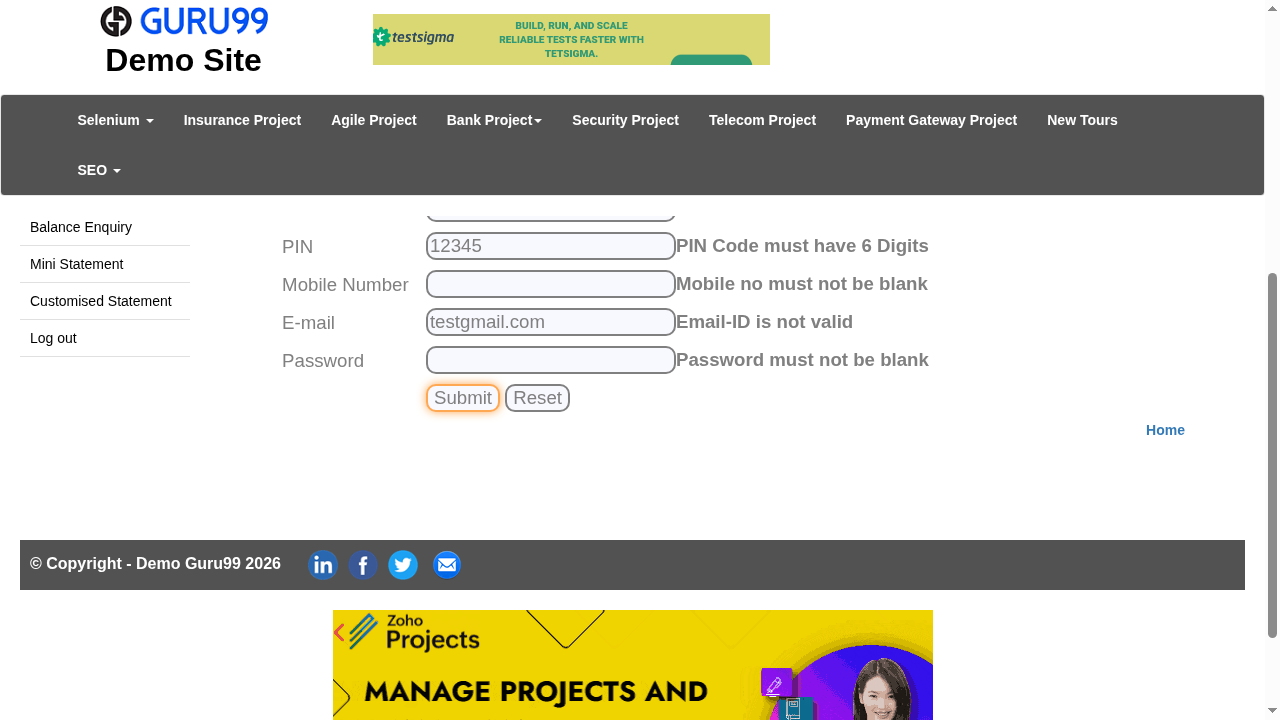 GURU99
Demo Site
testsigma
BUILD, RUN, AND SCALE
RELIABLE TESTS FASTER WITH
TETSIGMA.
Selenium Insurance Project Agile Project Bank Project Security Project Telecom Project Payment Gateway Project New Tours
SEO
Balance Enquiry
Mini Statement
Customised Statement
Log out
PIN 12345 PIN Code must have 6 Digits
Mobile Number Mobile no must not be blank
E-mail testgmail.com Email-ID is not valid
Password Password must not be blank
Submit Reset
Home
© Copyright - Demo Guru99 2026
Zoho
Projects
MANAGE PROJECTS AND